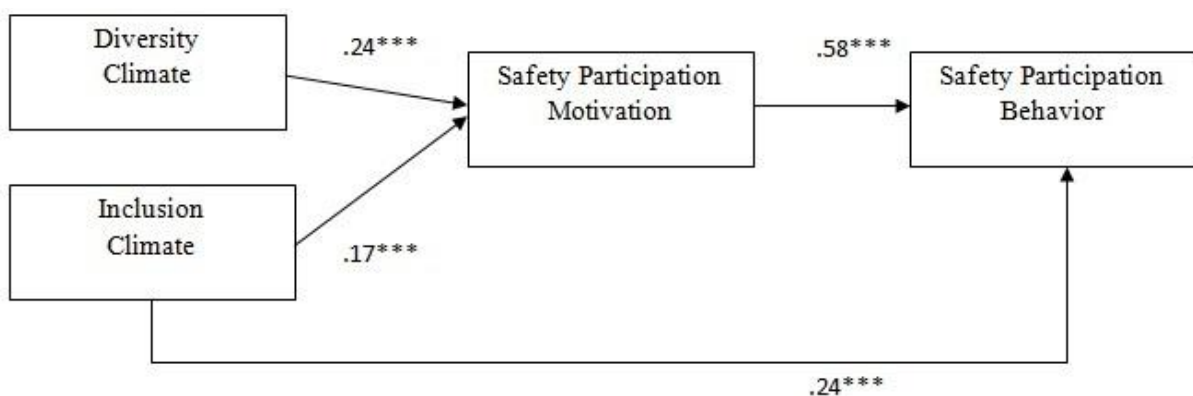 Diversity
Climate
.24***
Safety Participation
Motivation
.58***
Safety Participation
Behavior
Inclusion
Climate
.17***
.24***